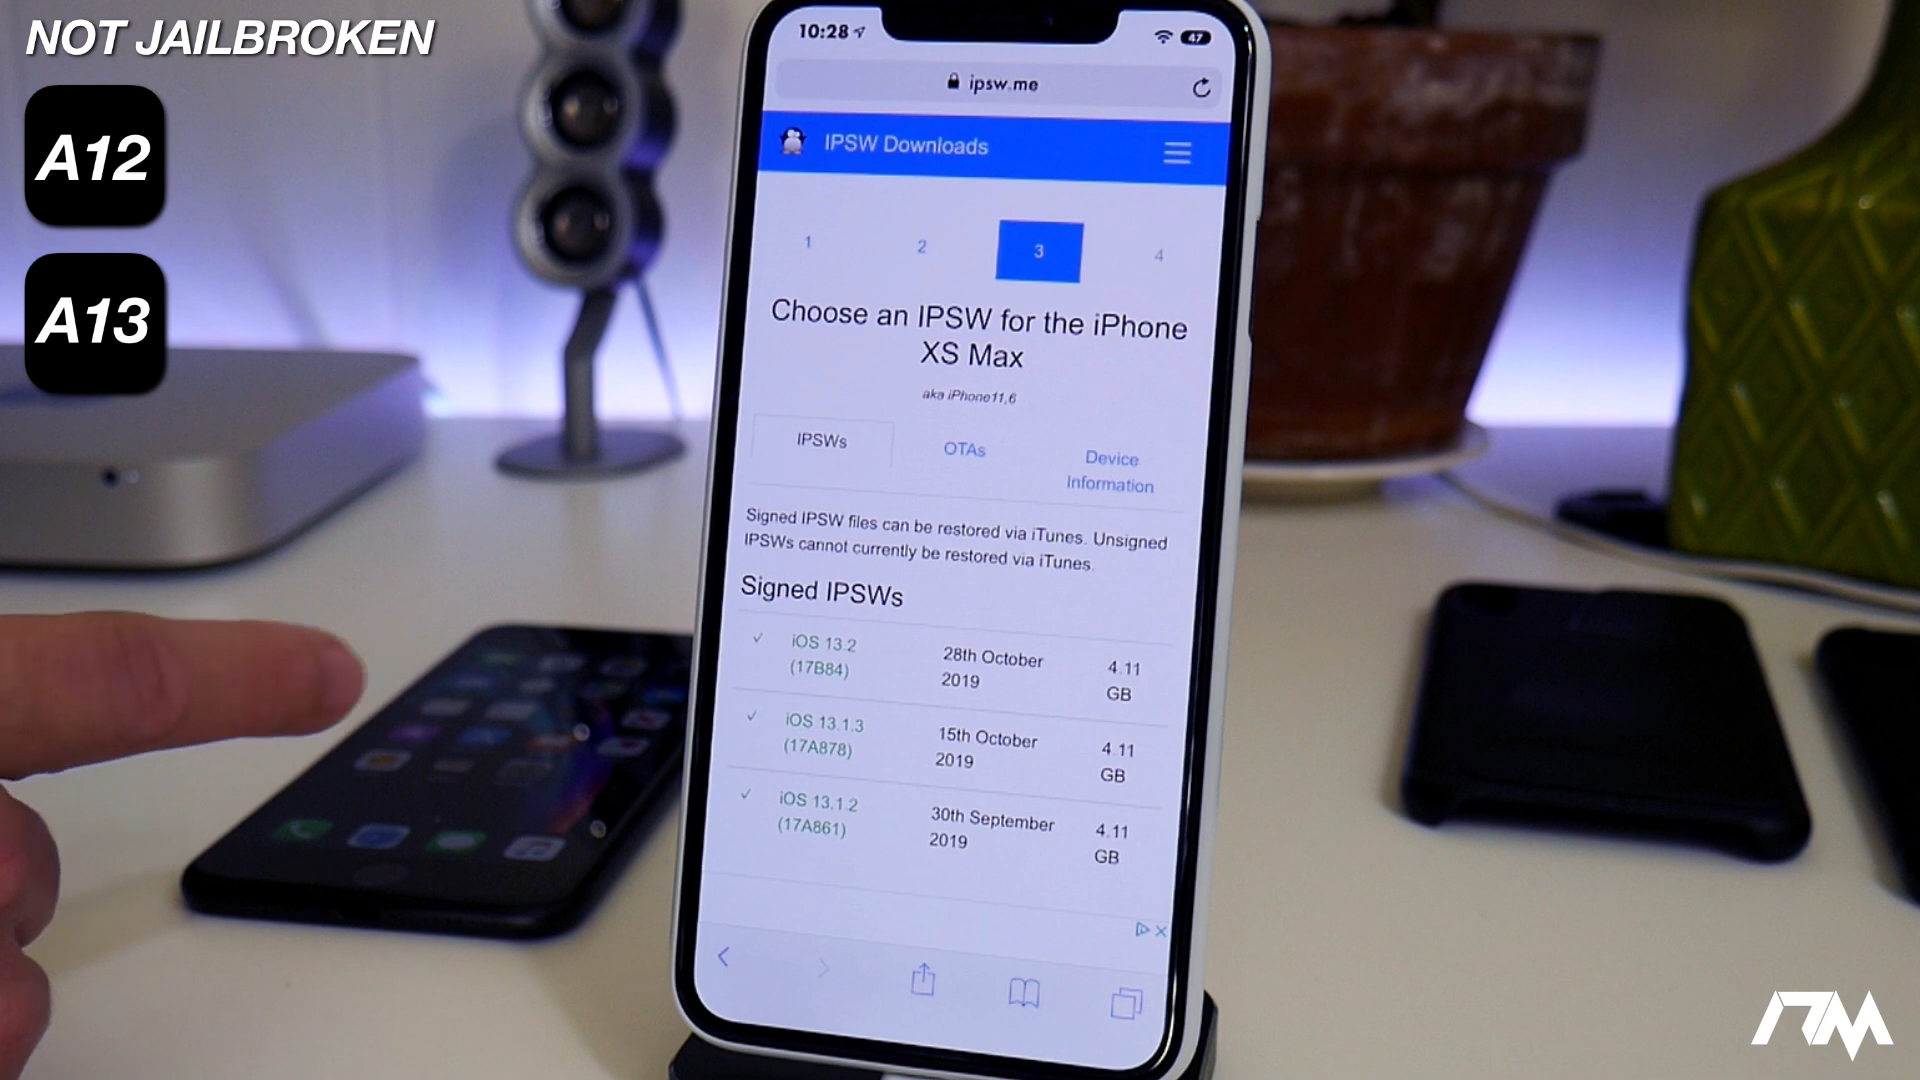 NOT JAILBROKEN
A12
A13
10:28
47
ipsw.me
IPSW Downloads
1 2 3 4
Choose an IPSW for the iPhone
XS Max
aka iPhone11,6
IPSWs OTAs Device
Information
Signed IPSW files can be restored via iTunes. Unsigned
IPSWs cannot currently be restored via iTunes.
Signed IPSWs
✓ iOS 13.2 28th October 4.11
(17B84) 2019 GB
✓ iOS 13.1.3 15th October 4.11
(17A878) 2019 GB
✓ iOS 13.1.2 30th September 4.11
(17A861) 2019 GB